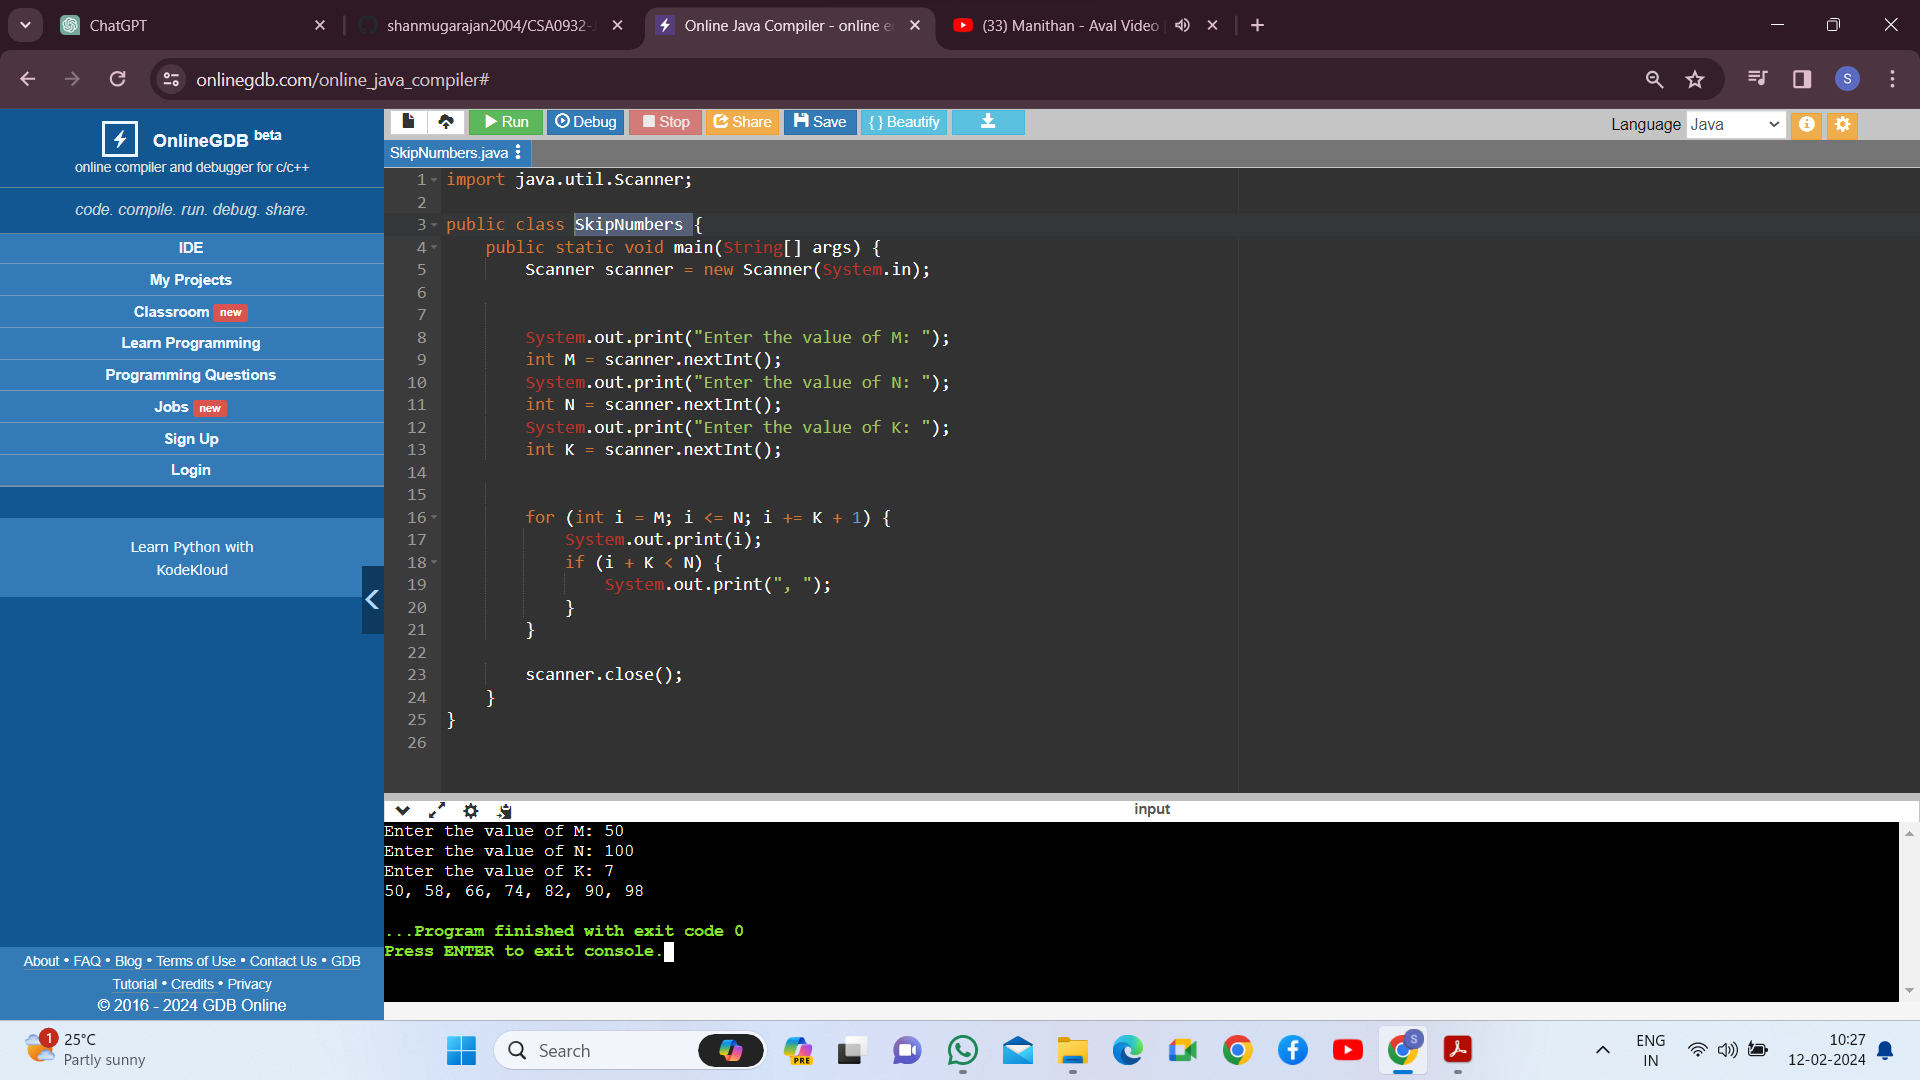 ChatGPT
shanmugarajan2004/CSA0932-
Online Java Compiler - online e
(33) Manithan - Aval Video
onlinegdb.com/online_java_compiler#
S
OnlineGDB beta
online compiler and debugger for c/c++
code. compile. run. debug. share.
IDE
My Projects
Classroom new
Learn Programming
Programming Questions
Jobs new
Sign Up
Login
Learn Python with
KodeKloud
About • FAQ • Blog • Terms of Use • Contact Us • GDB
Tutorial • Credits • Privacy
© 2016 - 2024 GDB Online
Run Debug Stop Share Save { } Beautify
Language Java
SkipNumbers.java
1 import java.util.Scanner;
2
3 public class SkipNumbers {
4 public static void main(String[] args) {
5 Scanner scanner = new Scanner(System.in);
6
7
8 System.out.print("Enter the value of M: ");
9 int M = scanner.nextInt();
10 System.out.print("Enter the value of N: ");
11 int N = scanner.nextInt();
12 System.out.print("Enter the value of K: ");
13 int K = scanner.nextInt();
14
15
16 for (int i = M; i <= N; i += K + 1) {
17 System.out.print(i);
18 if (i + K < N) {
19 System.out.print(", ");
20 }
21 }
22
23 scanner.close();
24 }
25 }
26
input
Enter the value of M: 50
Enter the value of N: 100
Enter the value of K: 7
50, 58, 66, 74, 82, 90, 98
...Program finished with exit code 0
Press ENTER to exit console.
1
25°C
Partly sunny
Search
PRE
S
ENG
IN
10:27
12-02-2024